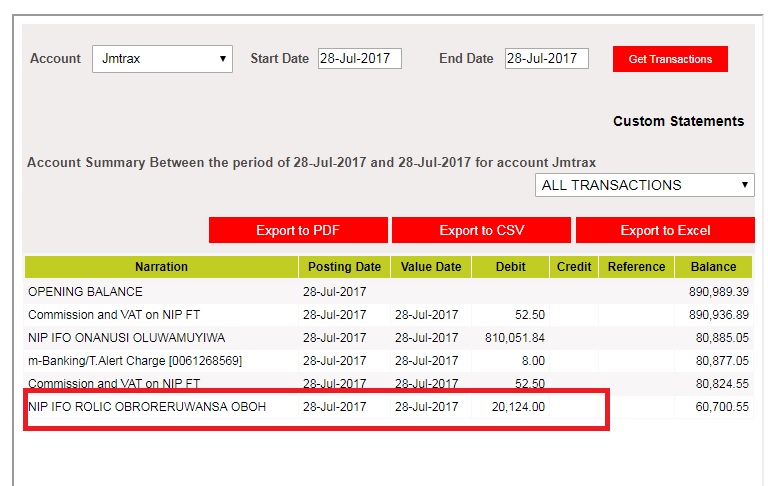 Account Jmtrax Start Date 28-Jul-2017 End Date 28-Jul-2017 Get Transactions
Custom Statements
Account Summary Between the period of 28-Jul-2017 and 28-Jul-2017 for account Jmtrax
ALL TRANSACTIONS
Export to PDF Export to CSV Export to Excel
Narration Posting Date Value Date Debit Credit Reference Balance
OPENING BALANCE 28-Jul-2017 890,989.39
Commission and VAT on NIP FT 28-Jul-2017 52.50 890,936.89
NIP IFO ONANUSI OLUWAMUYIWA 28-Jul-2017 28-Jul-2017 810,051.84 80,885.05
m-Banking/T.Alert Charge [0061268569] 28-Jul-2017 28-Jul-2017 8.00 80,877.05
Commission and VAT on NIP FT 28-Jul-2017 28-Jul-2017 52.50 80,824.55
NIP IFO ROLIC OBRORERUWANSA OBOH 28-Jul-2017 28-Jul-2017 20,124.00 60,700.55